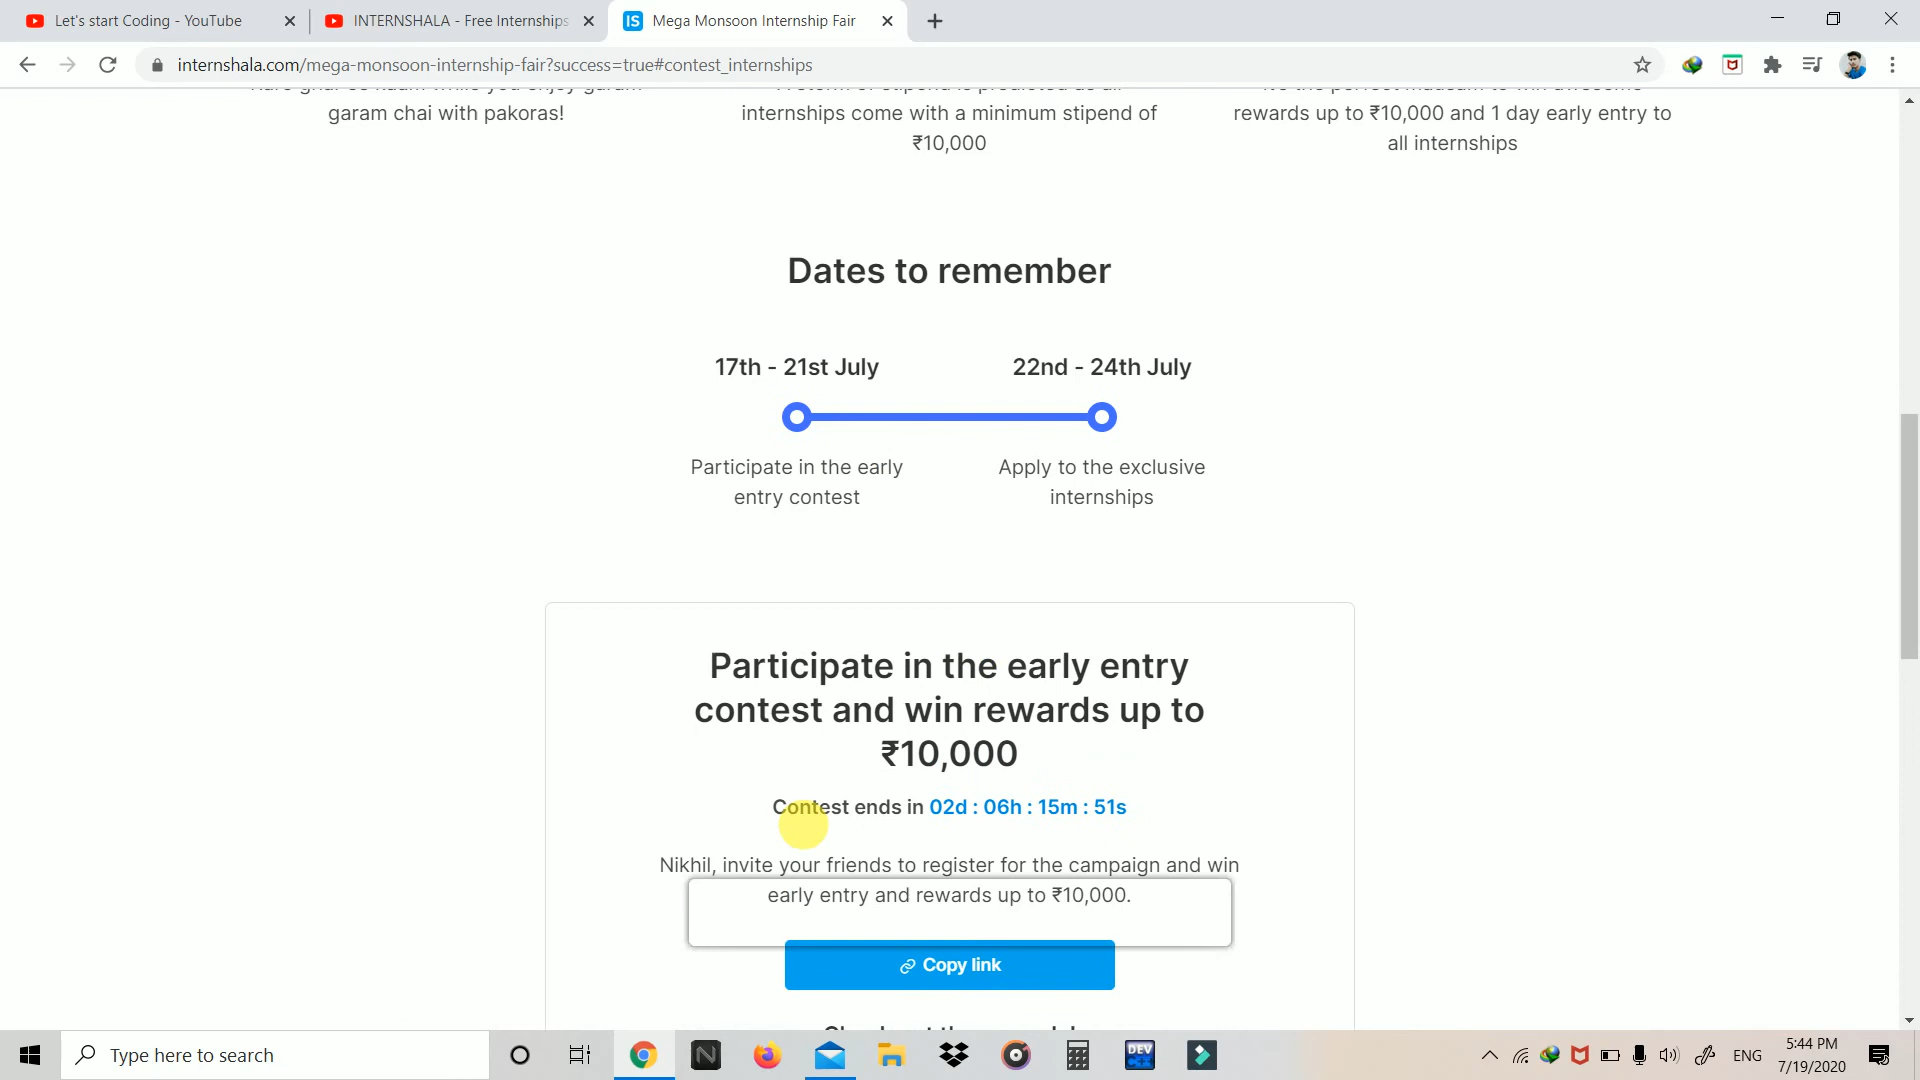 Let's start Coding - YouTube
INTERNSHALA - Free Internships
Mega Monsoon Internship Fair
internshala.com/mega-monsoon-internship-fair?success=true#contest_internships
garam chai with pakoras!
internships come with a minimum stipend of
₹10,000
rewards up to ₹10,000 and 1 day early entry to
all internships
Dates to remember
17th - 21st July
22nd - 24th July
Participate in the early
entry contest
Apply to the exclusive
internships
Participate in the early entry
contest and win rewards up to
₹10,000
Contest ends in 02d : 06h : 15m : 51s
Nikhil, invite your friends to register for the campaign and win
early entry and rewards up to ₹10,000.
Copy link
Type here to search
DEV
ENG
5:44 PM
7/19/2020